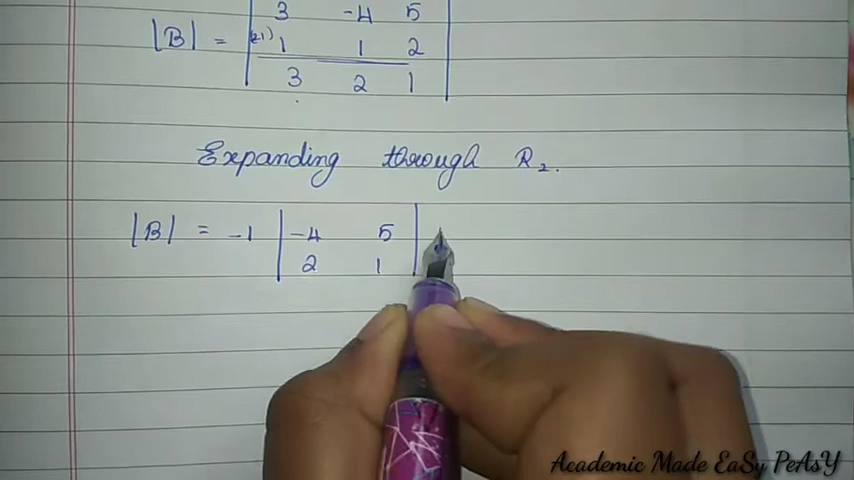 3 -4 5
|B| = (21) 1 1 2
3 2 1
Expanding through R₂.
|B| = -1 | -4 5 |
2 1
Academic Made EaSy PeAsY